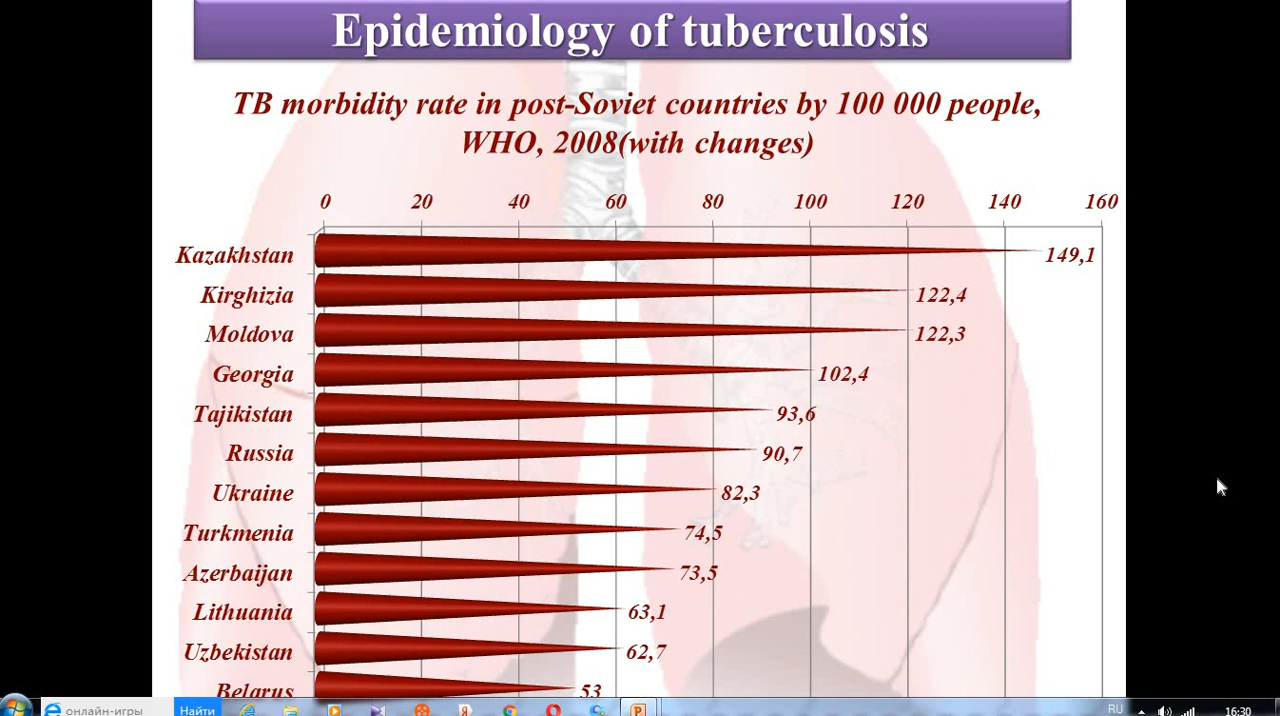 Epidemiology of tuberculosis
TB morbidity rate in post-Soviet countries by 100 000 people,
WHO, 2008(with changes)
0 20 40 60 80 100 120 140 160
Kazakhstan 149,1
Kirghizia 122,4
Moldova 122,3
Georgia 102,4
Tajikistan 93,6
Russia 90,7
Ukraine 82,3
Turkmenia 74,5
Azerbaijan 73,5
Lithuania 63,1
Uzbekistan 62,7
Belarus 53
онлайн-игры Найти RU 16:30